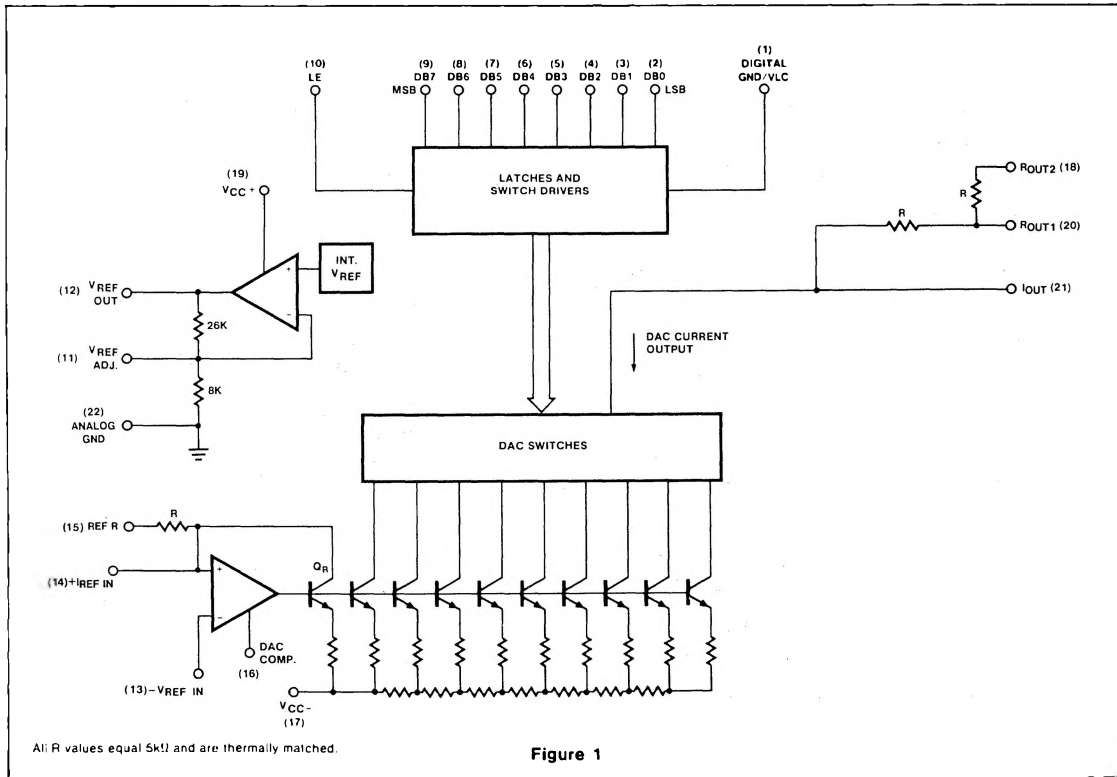 (10)
LE
(9)
DB7
(8)
DB6
(7)
DB5
(6)
DB4
(5)
DB3
(4)
DB2
(3)
DB1
(2)
DB0
MSB
LSB
(1)
DIGITAL
GND/VLC
LATCHES AND
SWITCH DRIVERS
(19)
VCC +
INT.
VREF
+
−
(12) VREF
OUT
26K
(11) VREF
ADJ.
8K
(22)
ANALOG
GND
ROUT2 (18)
R
R
ROUT1 (20)
IOUT (21)
DAC CURRENT
OUTPUT
DAC SWITCHES
(15) REF R
R
(14)+IREF IN
+
−
QR
DAC
COMP.
(16)
(13)−VREF IN
VCC−
(17)
All R values equal 5kΩ and are thermally matched.
Figure 1